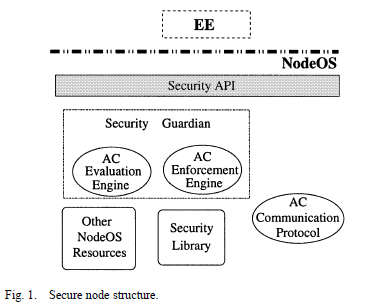 EE
NodeOS
Security API
Security Guardian
AC
Evaluation
Engine
AC
Enforcement
Engine
Other
NodeOS
Resources
Security
Library
AC
Communication
Protocol
Fig. 1. Secure node structure.